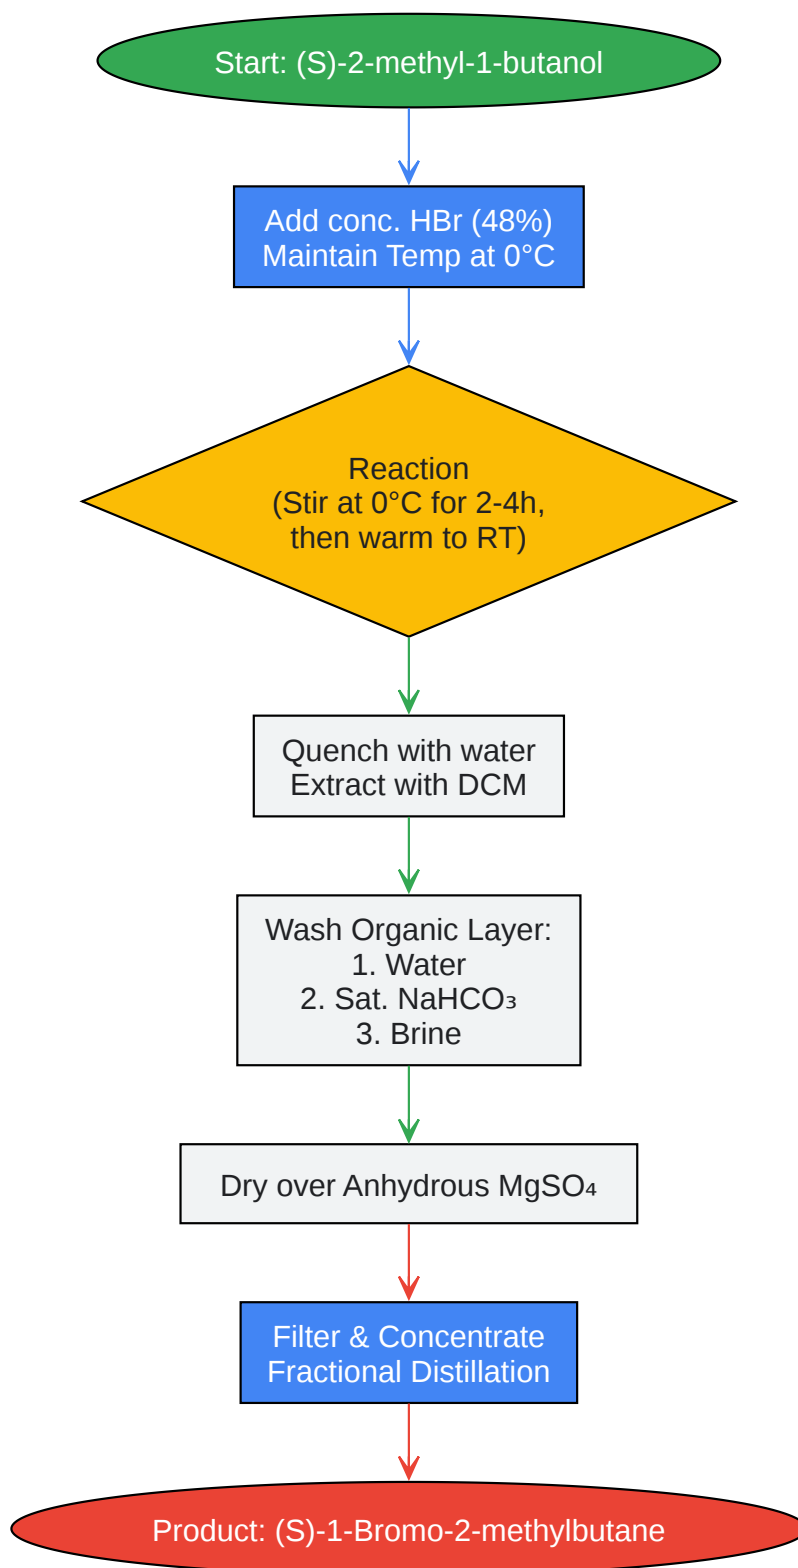 Start: (S)-2-methyl-1-butanol
Add conc. HBr (48%)
Maintain Temp at 0°C
Reaction
(Stir at 0°C for 2-4h,
then warm to RT)
Quench with water
Extract with DCM
Wash Organic Layer:
1. Water
2. Sat. NaHCO₃
3. Brine
Dry over Anhydrous MgSO₄
Filter & Concentrate
Fractional Distillation
Product: (S)-1-Bromo-2-methylbutane